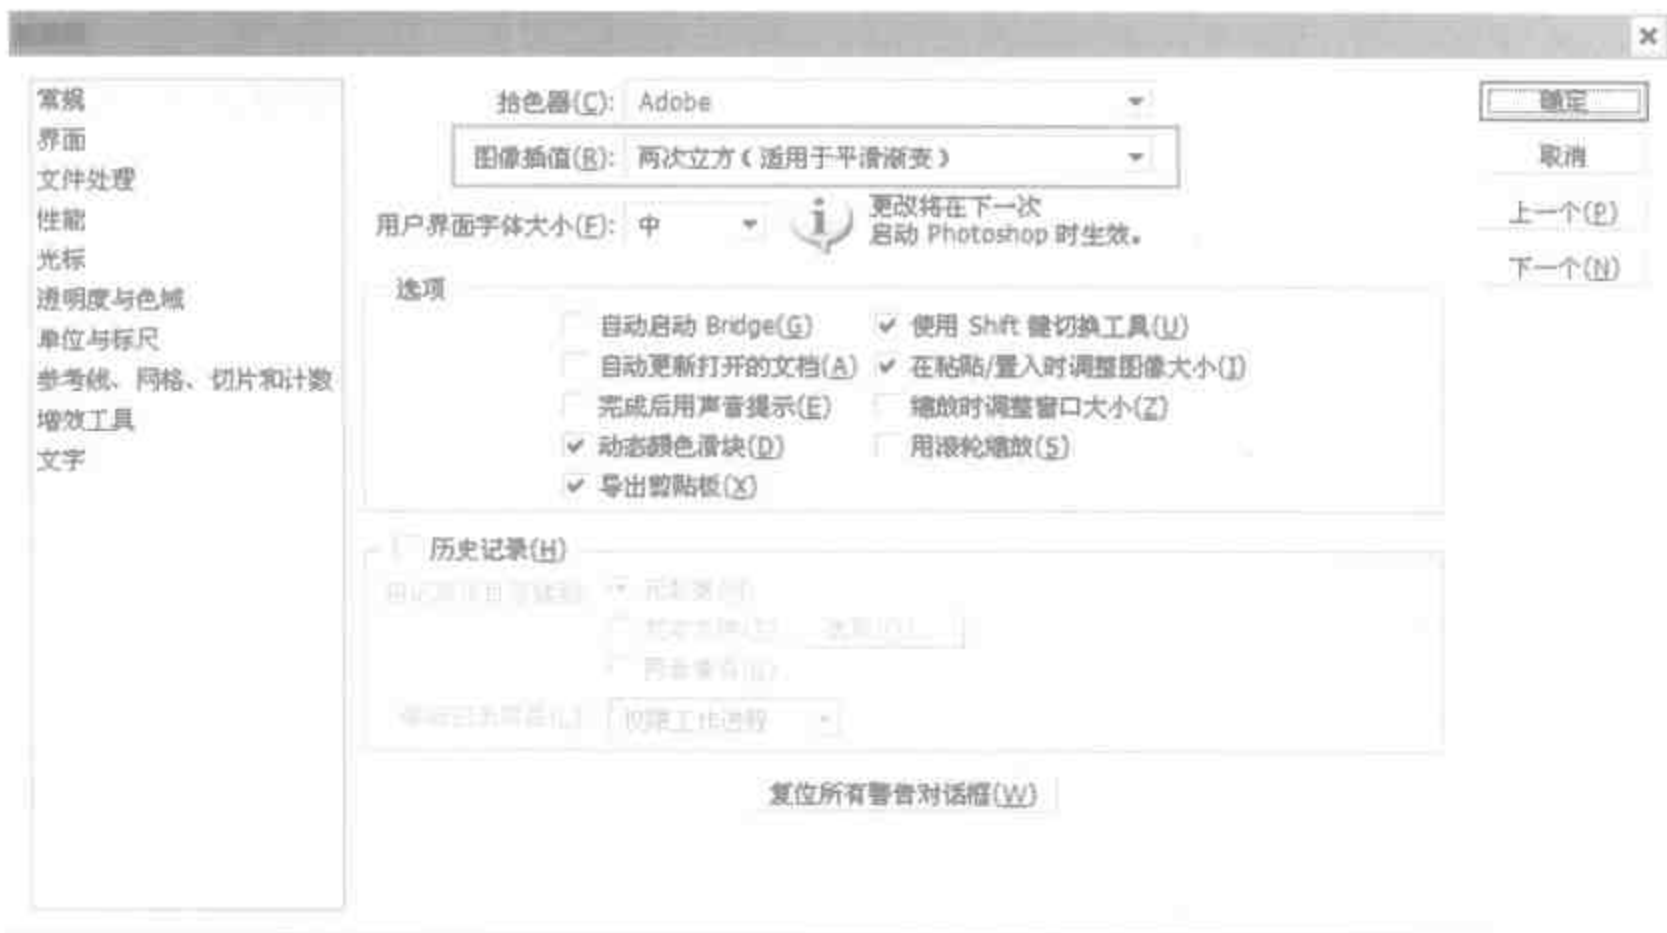 常规
界面
文件处理
性能
光标
透明度与色域
单位与标尺
参考线、网格、切片和计数
增效工具
文字
拾色器(C): Adobe
图像插值(R): 两次立方(适用于平滑渐变)
用户界面字体大小(F): 中
更改将在下一次
启动 Photoshop 时生效。
选项
自动启动 Bridge(G)
自动更新打开的文档(A)
完成后用声音提示(E)
动态颜色滑块(D)
导出剪贴板(X)
使用 Shift 键切换工具(U)
在粘贴/置入时调整图像大小(I)
缩放时调整窗口大小(Z)
用滚轮缩放(S)
历史记录(H)
复位所有警告对话框(W)
确定
取消
上一个(P)
下一个(N)